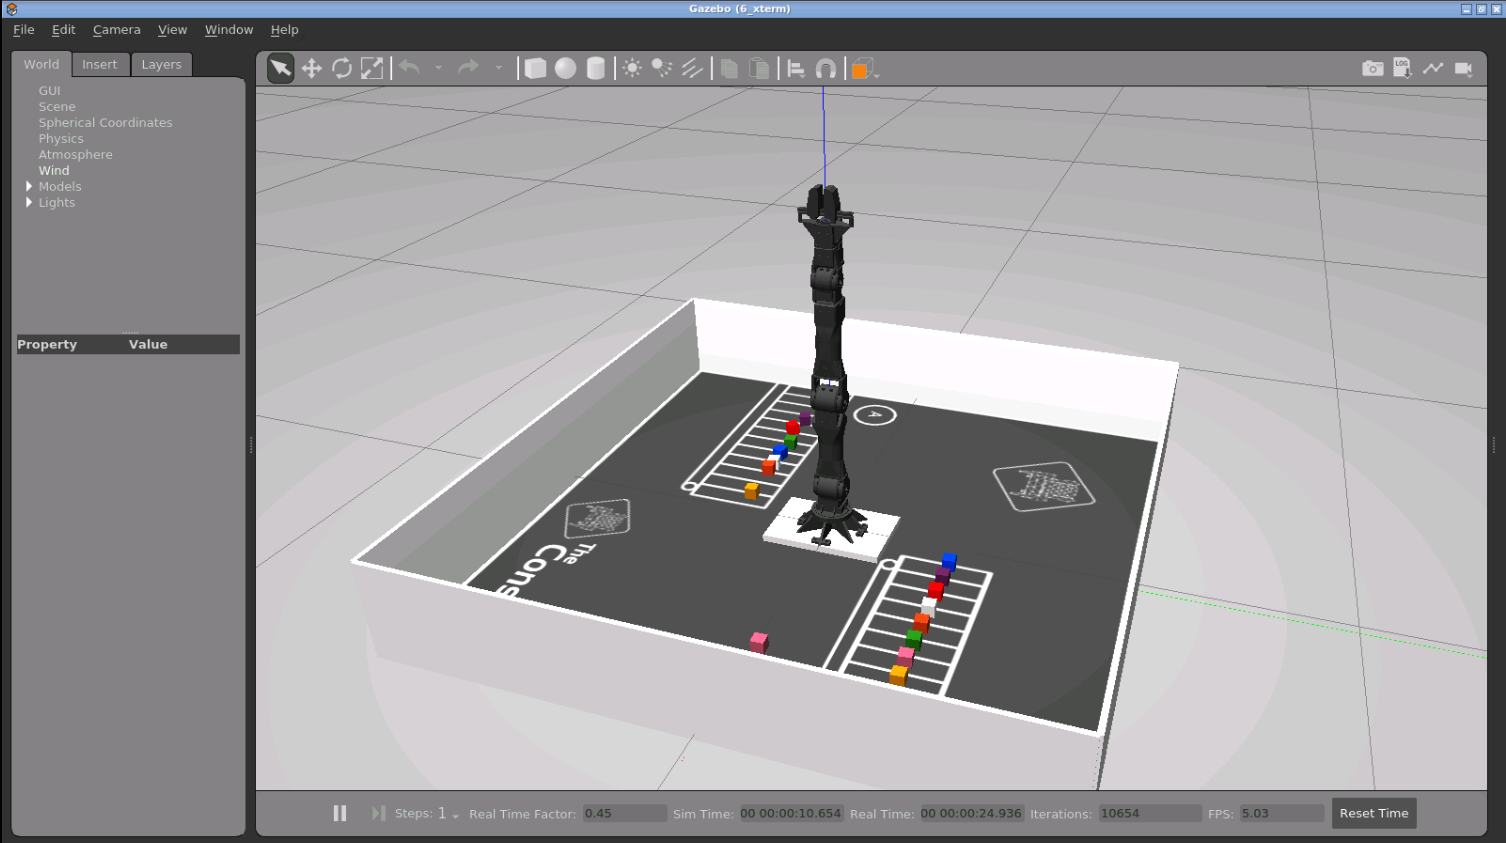 Gazebo (6_xterm)
File Edit Camera View Window Help
World Insert Layers
GUI
Scene
Spherical Coordinates
Physics
Atmosphere
Wind
Models
Lights
Property Value
LOG
A
The
Cons
Steps: 1 Real Time Factor: 0.45 Sim Time: 00 00:00:10.654 Real Time: 00 00:00:24.936 Iterations: 10654 FPS: 5.03 Reset Time